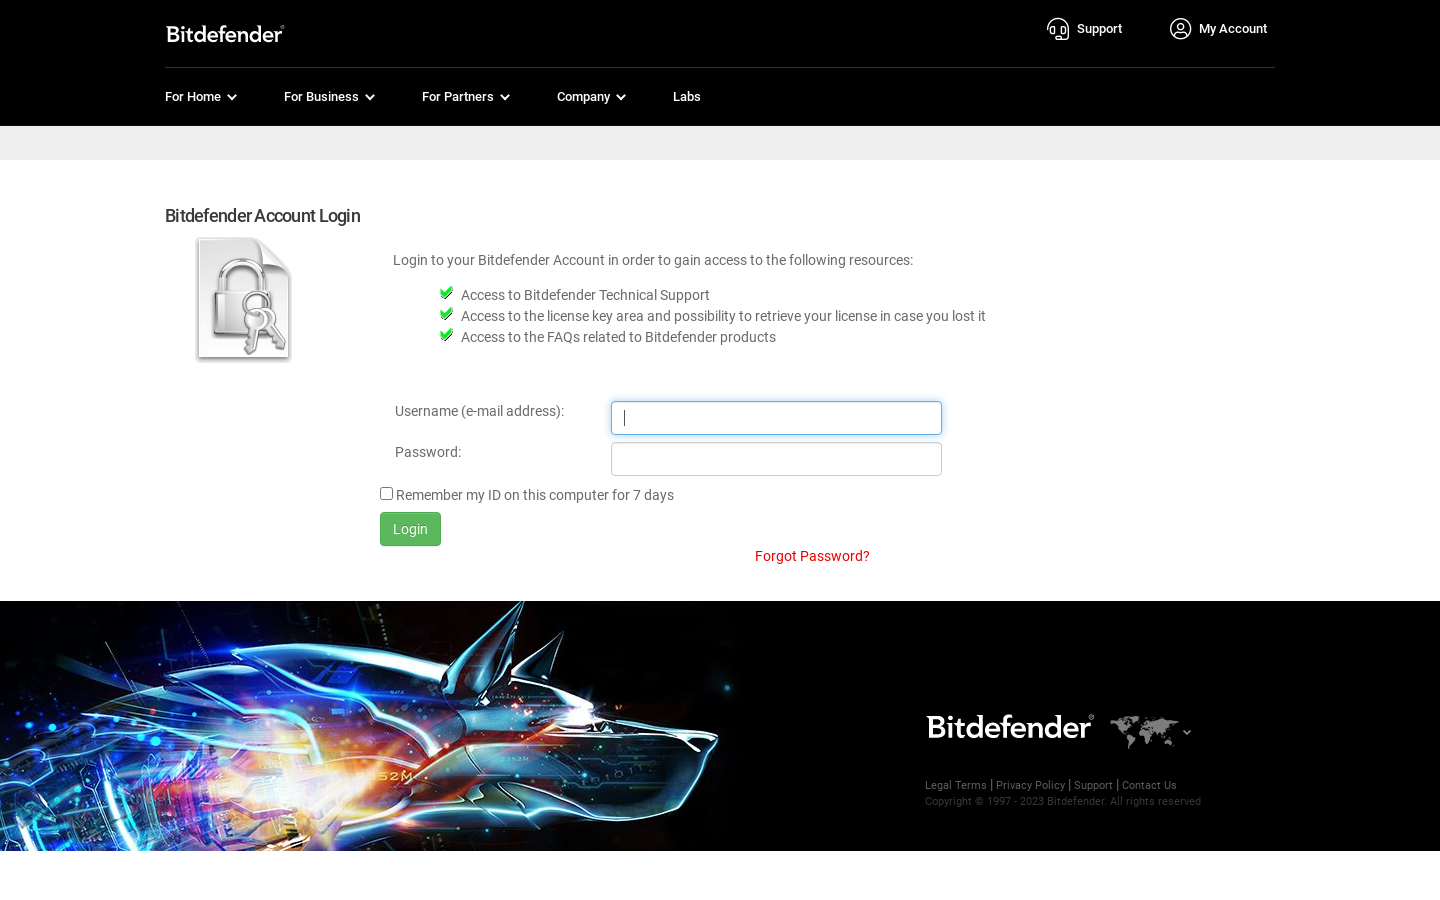 Bitdefender®
Support
My Account
For Home
For Business
For Partners
Company
Labs
Bitdefender Account Login
Login to your Bitdefender Account in order to gain access to the following resources:
Access to Bitdefender Technical Support
Access to the license key area and possibility to retrieve your license in case you lost it
Access to the FAQs related to Bitdefender products
Username (e-mail address):
Password:
Remember my ID on this computer for 7 days
Login
Forgot Password?
Bitdefender®
Legal Terms | Privacy Policy | Support | Contact Us
Copyright © 1997 - 2023 Bitdefender. All rights reserved